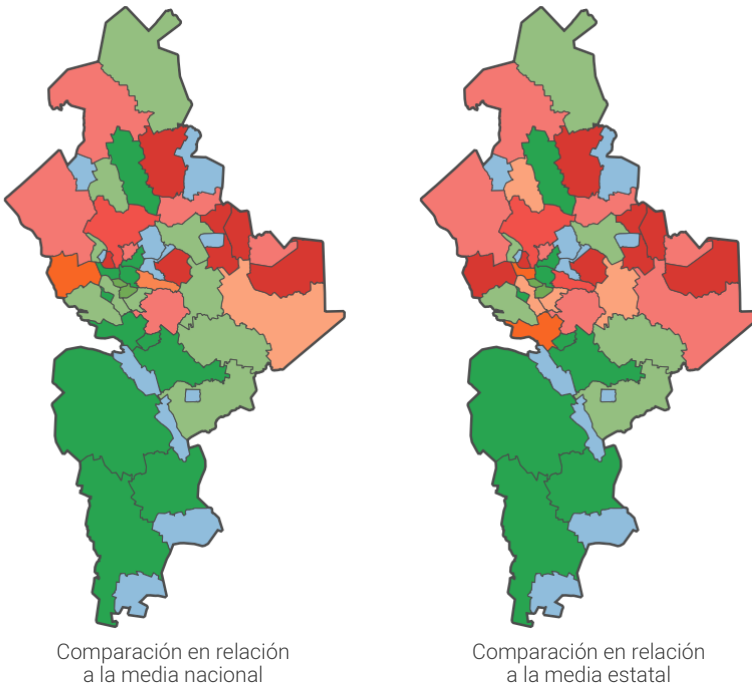 Comparación en relación
a la media nacional
Comparación en relación
a la media estatal